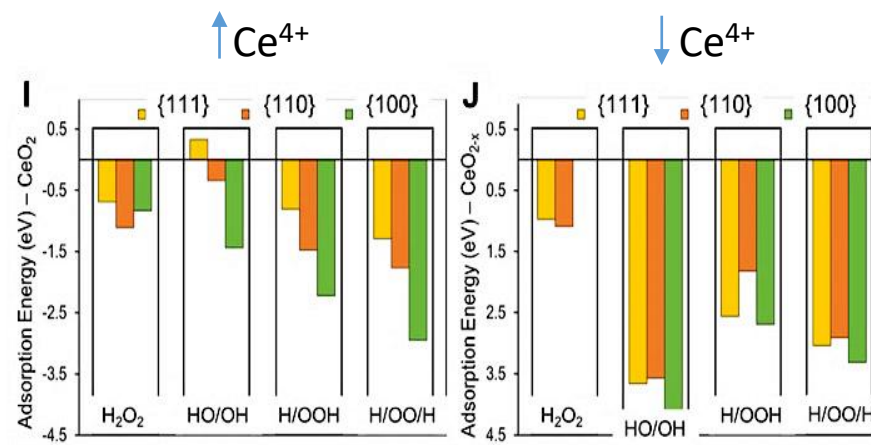 Ce4+
Ce4+
I
{111} {110} {100}
Adsorption Energy (eV) – CeO2
0.5
-0.5
-1.5
-2.5
-3.5
-4.5
H2O2 HO/OH H/OOH H/OO/H
J
{111} {110} {100}
Adsorption Energy (eV) – CeO2-x
0.5
0.5
1.5
2.5
3.5
4.5
H2O2 HO/OH H/OOH H/OO/H